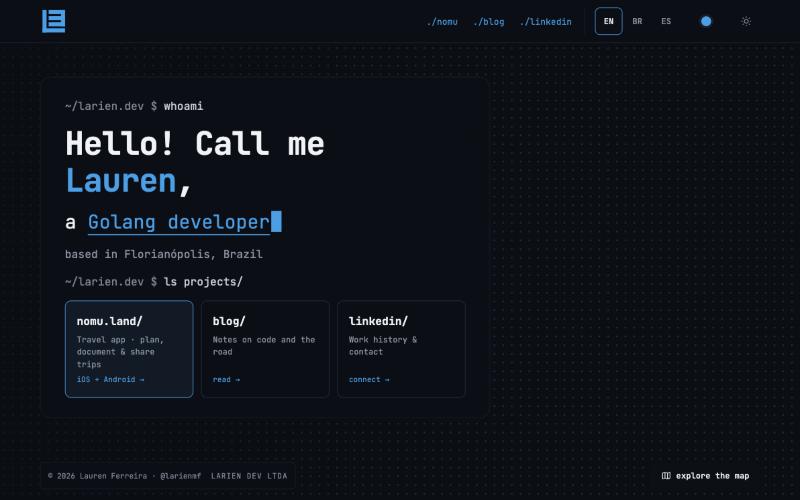 ./nomu ./blog ./linkedin EN BR ES
~/larien.dev $ whoami
Hello! Call me
Lauren,
a Golang developer
based in Florianópolis, Brazil
~/larien.dev $ ls projects/
nomu.land/
Travel app · plan,
document & share
trips
iOS + Android →
blog/
Notes on code and the
road
read →
linkedin/
Work history &
contact
connect →
© 2026 Lauren Ferreira · @larienmf LARIEN DEV LTDA
explore the map